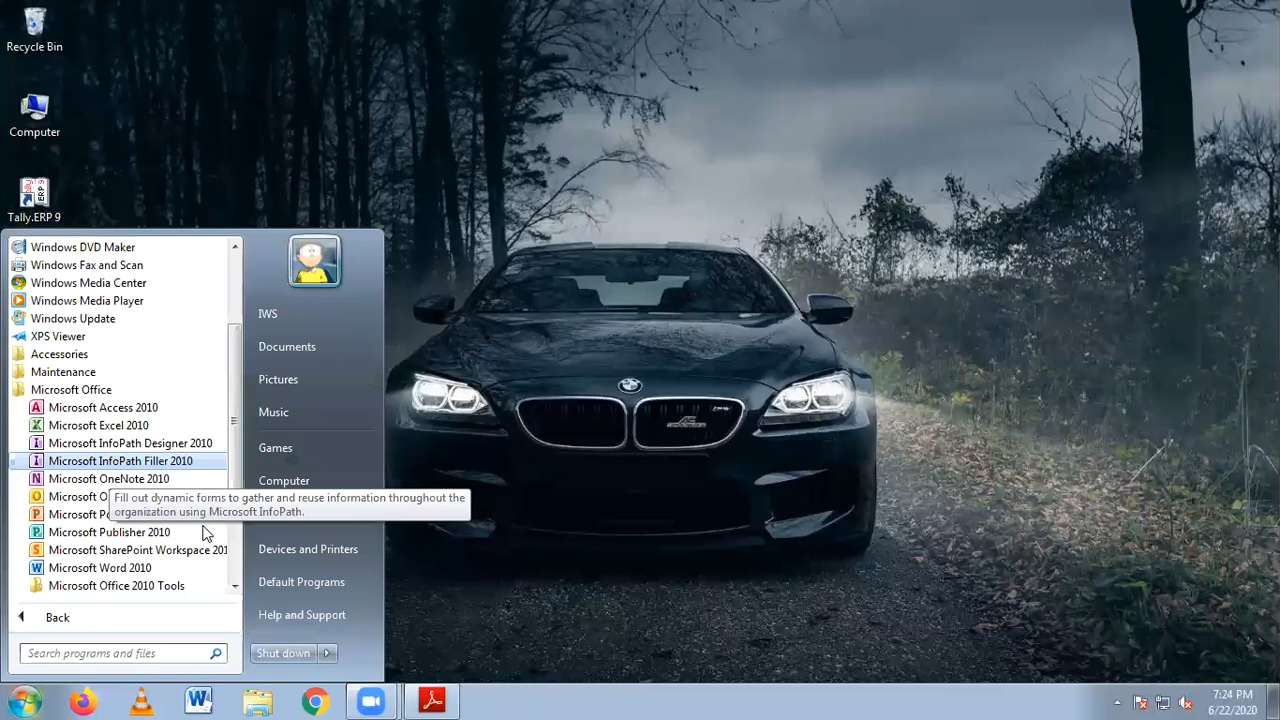 Recycle Bin
Computer
ERP 9
Tally.ERP 9
Windows DVD Maker
Windows Fax and Scan
Windows Media Center
Windows Media Player
Windows Update
XPS Viewer
Accessories
Maintenance
Microsoft Office
Microsoft Access 2010
Microsoft Excel 2010
Microsoft InfoPath Designer 2010
Microsoft InfoPath Filler 2010
Microsoft OneNote 2010
Microsoft O
Microsoft Po
Microsoft Publisher 2010
Microsoft SharePoint Workspace 201
Microsoft Word 2010
Microsoft Office 2010 Tools
Back
Search programs and files
Fill out dynamic forms to gather and reuse information throughout the
organization using Microsoft InfoPath.
IWS
Documents
Pictures
Music
Games
Computer
Devices and Printers
Default Programs
Help and Support
Shut down
7:24 PM
6/22/2020